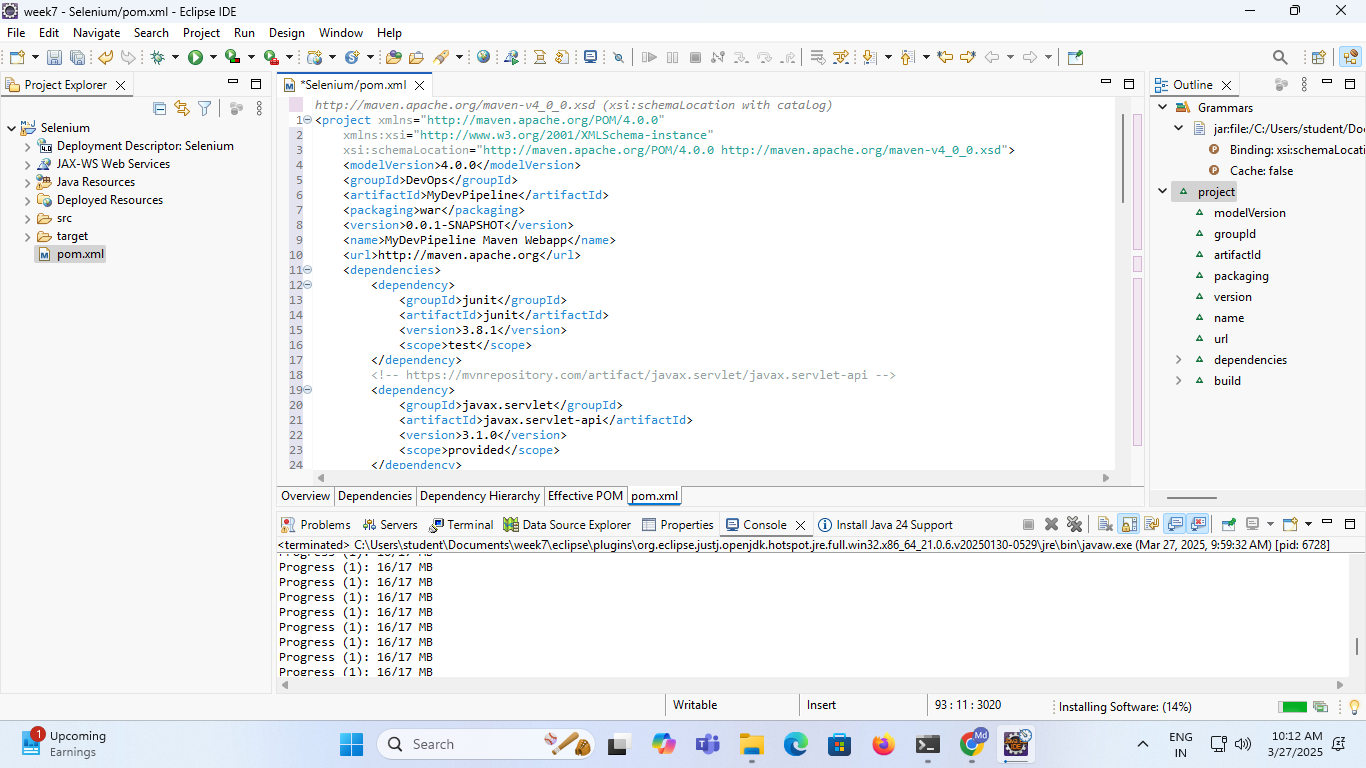 week7 - Selenium/pom.xml - Eclipse IDE
File Edit Navigate Search Project Run Design Window Help
Project Explorer
Selenium
Deployment Descriptor: Selenium
JAX-WS Web Services
Java Resources
Deployed Resources
src
target
pom.xml
*Selenium/pom.xml
http://maven.apache.org/maven-v4_0_0.xsd (xsi:schemaLocation with catalog)
1 <project xmlns="http://maven.apache.org/POM/4.0.0"
2 xmlns:xsi="http://www.w3.org/2001/XMLSchema-instance"
3 xsi:schemaLocation="http://maven.apache.org/POM/4.0.0 http://maven.apache.org/maven-v4_0_0.xsd">
4 <modelVersion>4.0.0</modelVersion>
5 <groupId>DevOps</groupId>
6 <artifactId>MyDevPipeline</artifactId>
7 <packaging>war</packaging>
8 <version>0.0.1-SNAPSHOT</version>
9 <name>MyDevPipeline Maven Webapp</name>
10 <url>http://maven.apache.org</url>
11 <dependencies>
12 <dependency>
13 <groupId>junit</groupId>
14 <artifactId>junit</artifactId>
15 <version>3.8.1</version>
16 <scope>test</scope>
17 </dependency>
18 <!-- https://mvnrepository.com/artifact/javax.servlet/javax.servlet-api -->
19 <dependency>
20 <groupId>javax.servlet</groupId>
21 <artifactId>javax.servlet-api</artifactId>
22 <version>3.1.0</version>
23 <scope>provided</scope>
24 </dependency>
Overview Dependencies Dependency Hierarchy Effective POM pom.xml
Outline
Grammars
jar:file:/C:/Users/student/Doc
Binding: xsi:schemaLocati
Cache: false
project
modelVersion
groupId
artifactId
packaging
version
name
url
dependencies
build
Problems Servers Terminal Data Source Explorer Properties Console Install Java 24 Support
<terminated> C:\Users\student\Documents\week7\eclipse\plugins\org.eclipse.justj.openjdk.hotspot.jre.full.win32.x86_64_21.0.6.v20250130-0529\jre\bin\javaw.exe (Mar 27, 2025, 9:59:32 AM) [pid: 6728]
Progress (1): 16/17 MB
Progress (1): 16/17 MB
Progress (1): 16/17 MB
Progress (1): 16/17 MB
Progress (1): 16/17 MB
Progress (1): 16/17 MB
Progress (1): 16/17 MB
Progress (1): 16/17 MB
Progress (1): 16/17 MB
Writable Insert 93 : 11 : 3020 Installing Software: (14%)
1
Upcoming
Earnings
Search
Md
ENG
IN
10:12 AM
3/27/2025